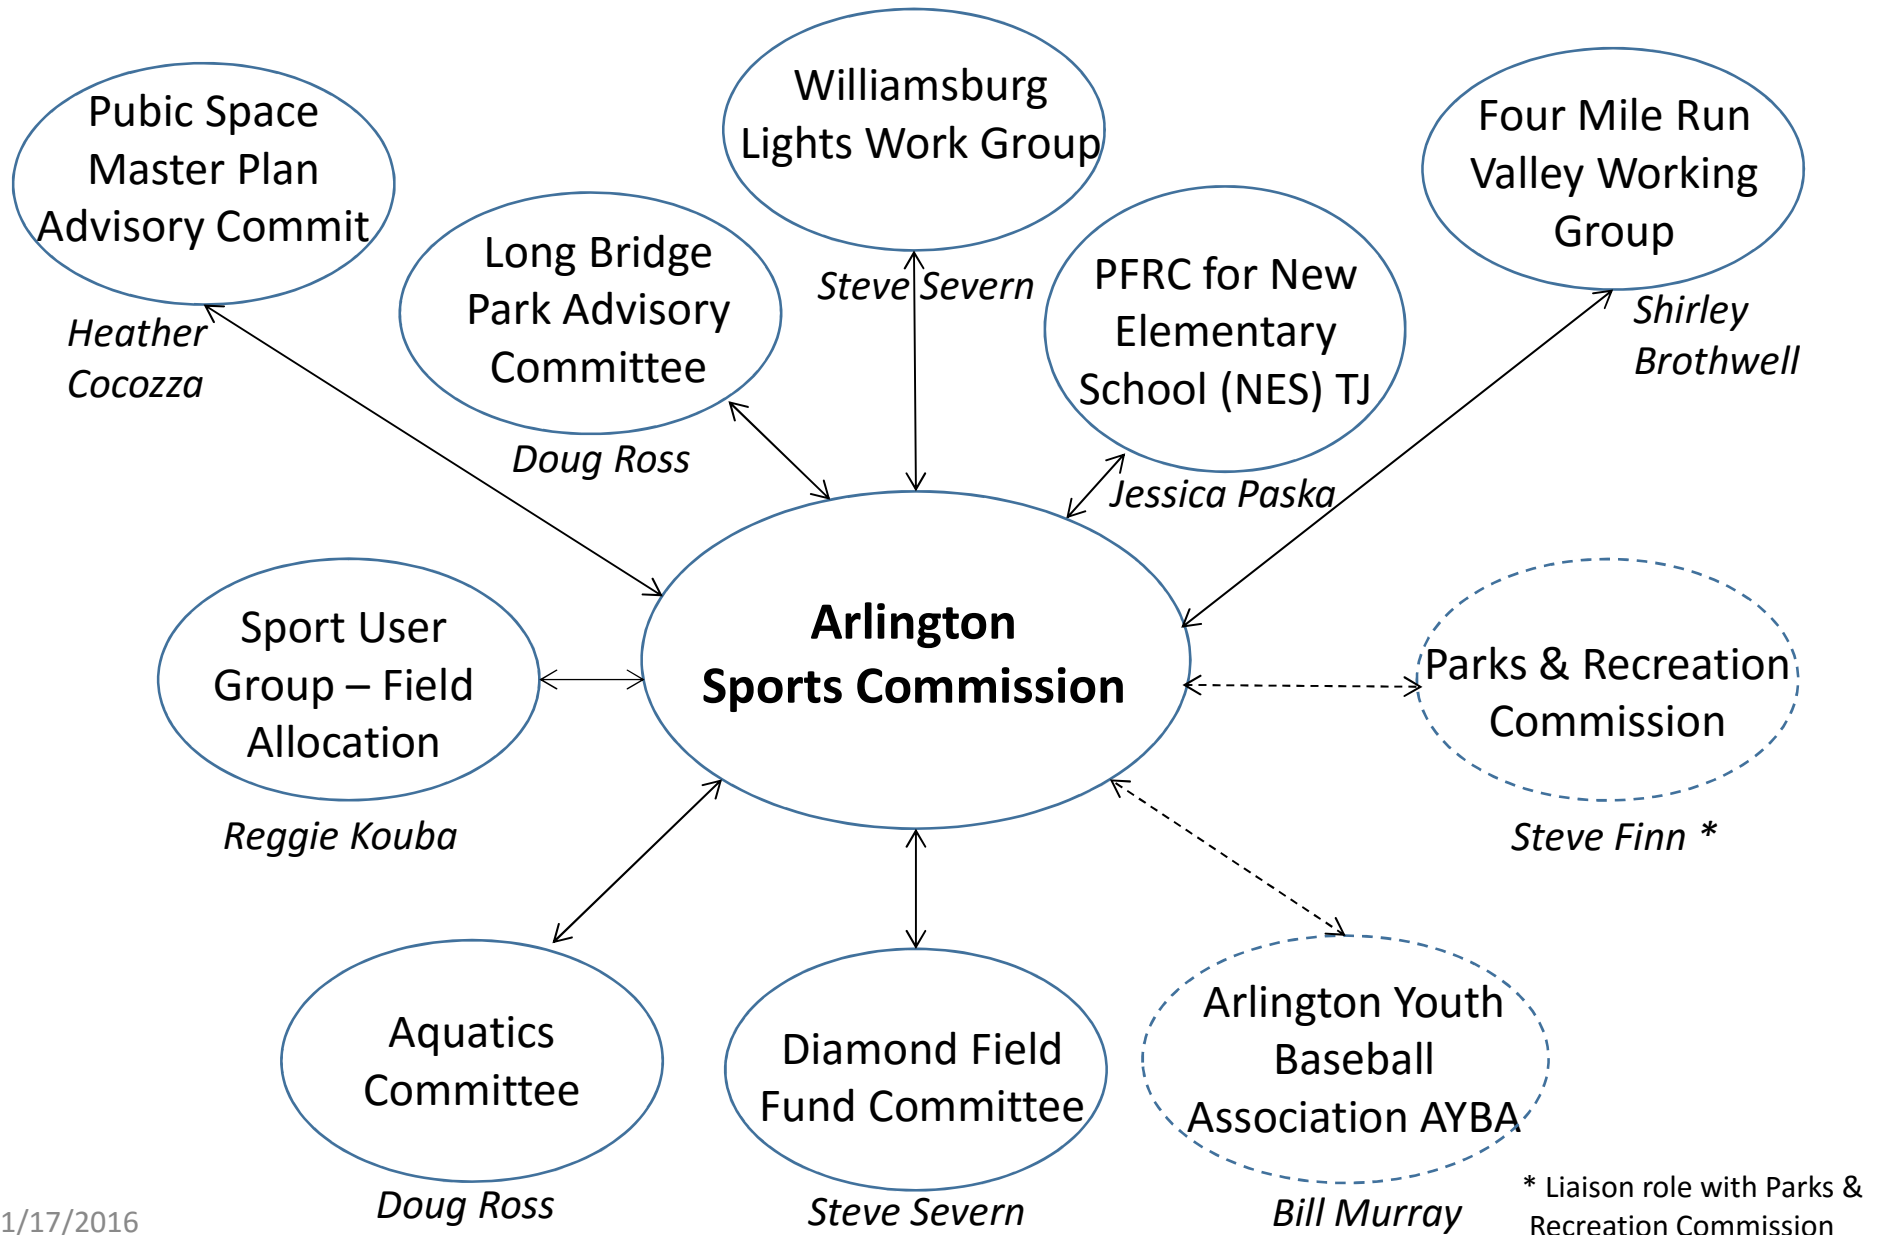 Pubic Space
Master Plan
Advisory Commit
Heather
Cocozza
Long Bridge
Park Advisory
Committee
Doug Ross
Williamsburg
Lights Work Group
Steve Severn
PFRC for New
Elementary
School (NES) TJ
Jessica Paska
Four Mile Run
Valley Working
Group
Shirley
Brothwell
Sport User
Group – Field
Allocation
Reggie Kouba
Arlington
Sports Commission
Parks & Recreation
Commission
Steve Finn *
Aquatics
Committee
Doug Ross
Diamond Field
Fund Committee
Steve Severn
Arlington Youth
Baseball
Association AYBA
Bill Murray
* Liaison role with Parks &
Recreation Commission
1/17/2016